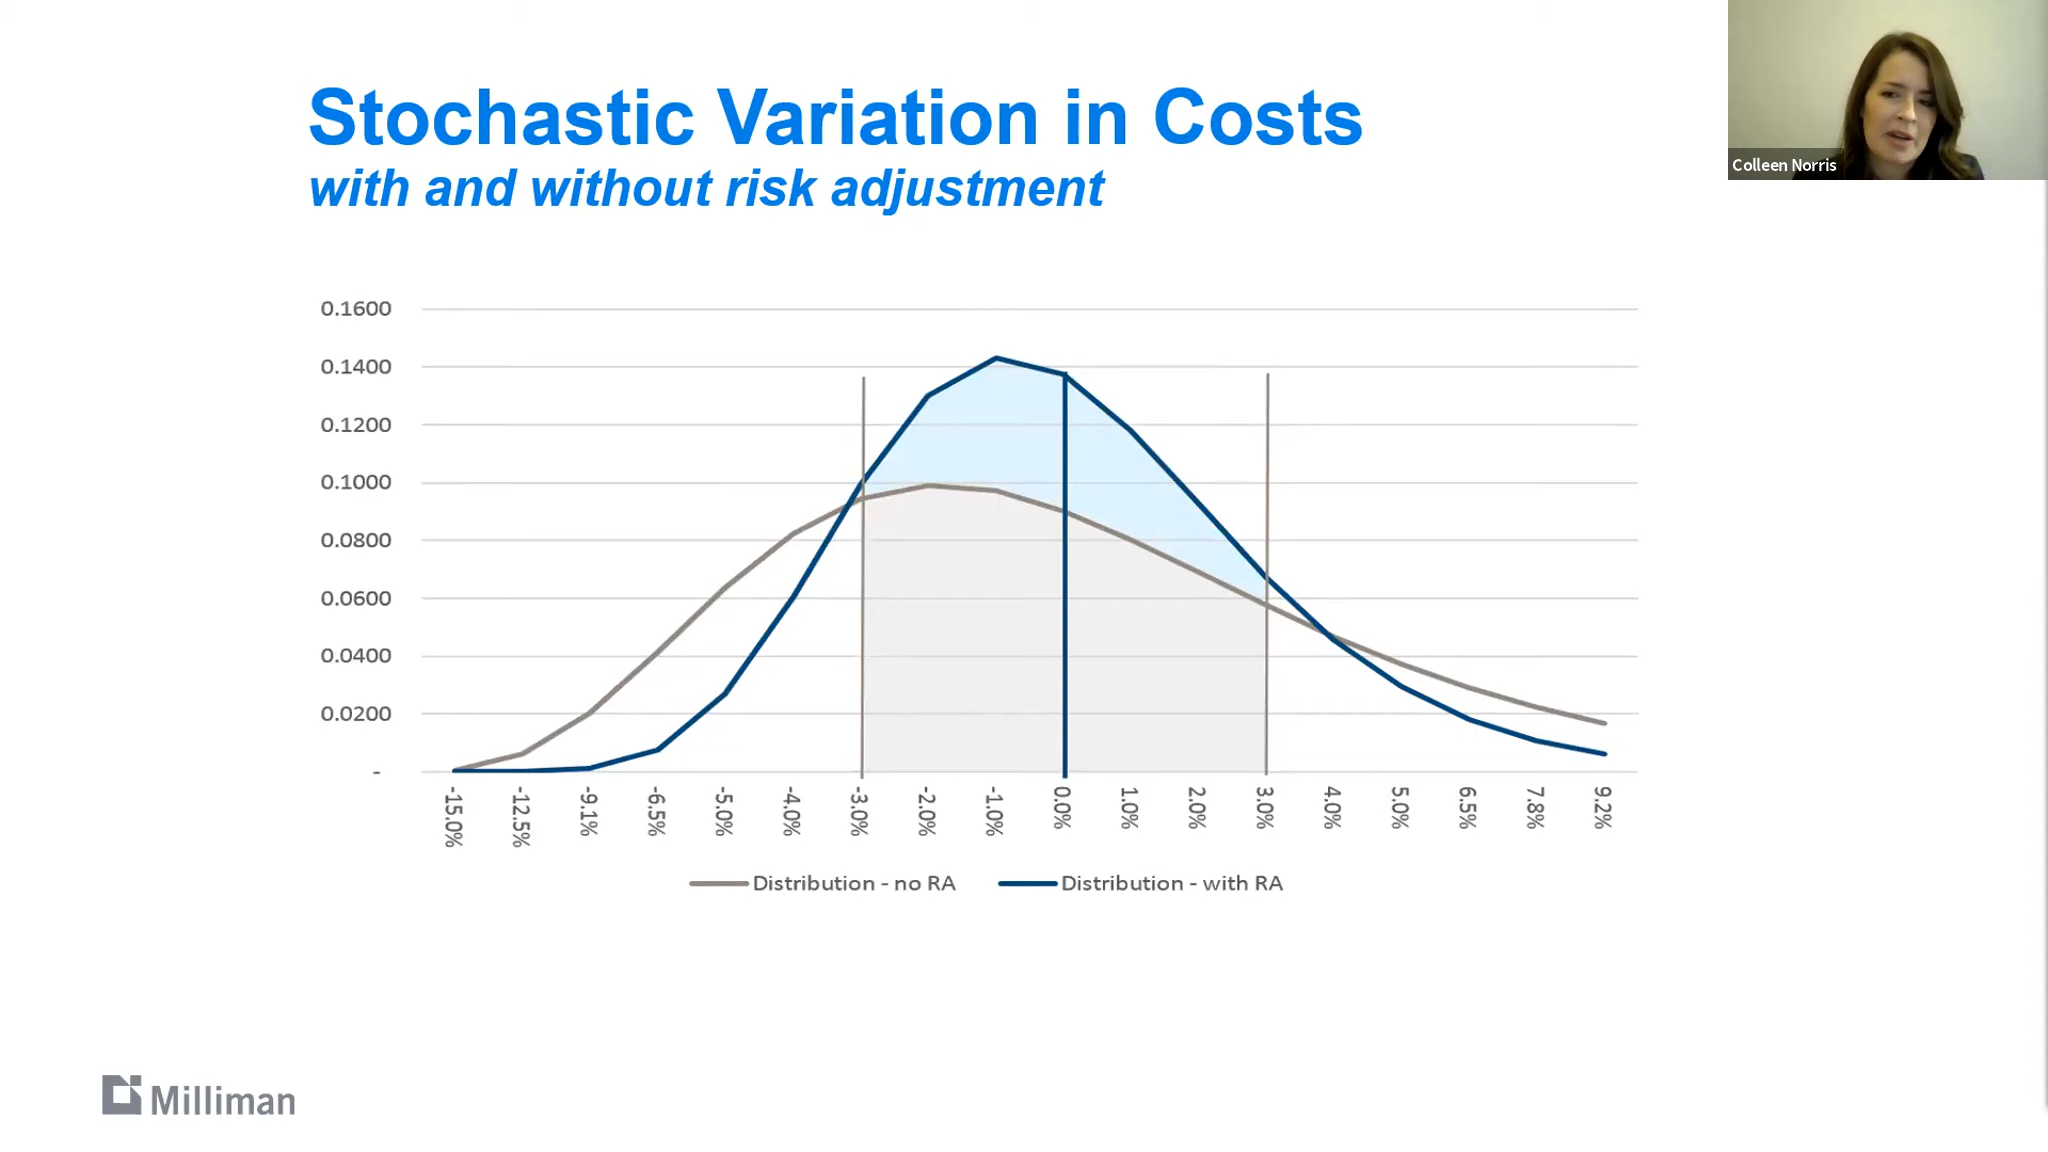 Stochastic Variation in Costs
with and without risk adjustment
Colleen Norris
0.1600
0.1400
0.1200
0.1000
0.0800
0.0600
0.0400
0.0200
-
-15.0% -12.5% -9.1% -6.5% -5.0% -4.0% -3.0% -2.0% -1.0% 0.0% 1.0% 2.0% 3.0% 4.0% 5.0% 6.5% 7.8% 9.2%
Distribution - no RA Distribution - with RA
Milliman